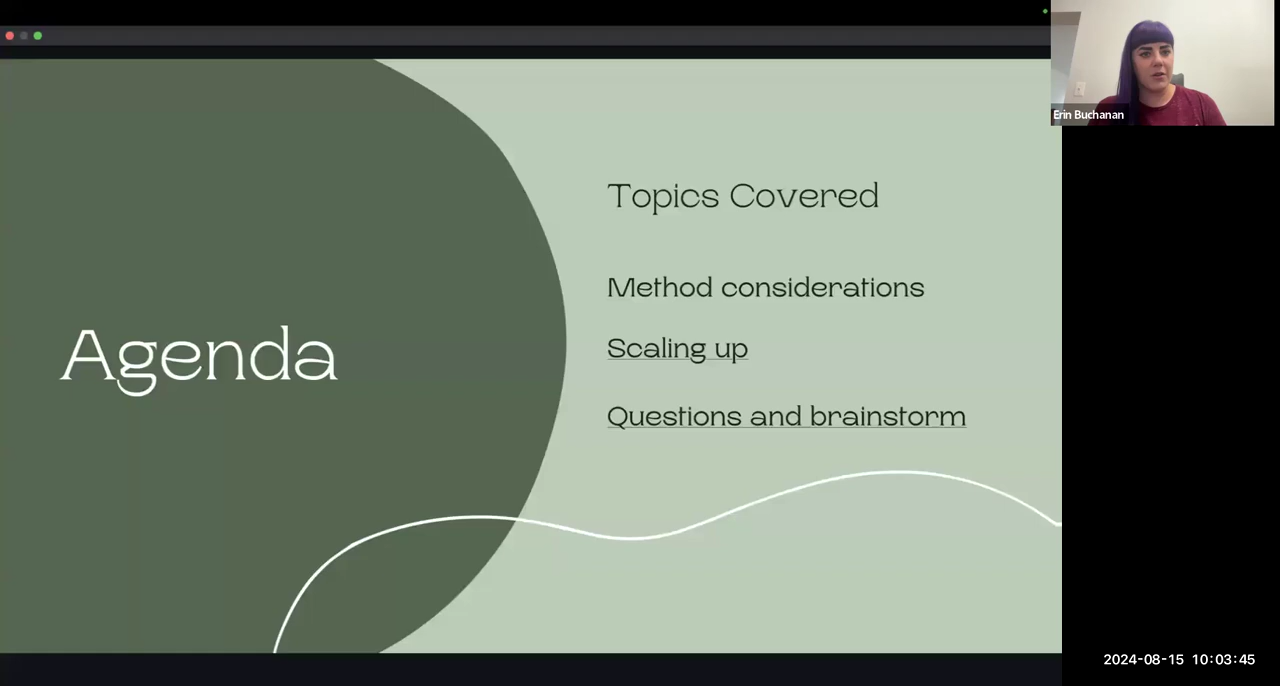 Erin Buchanan
Agenda
Topics Covered
Method considerations
Scaling up
Questions and brainstorm
2024-08-15 10:03:45